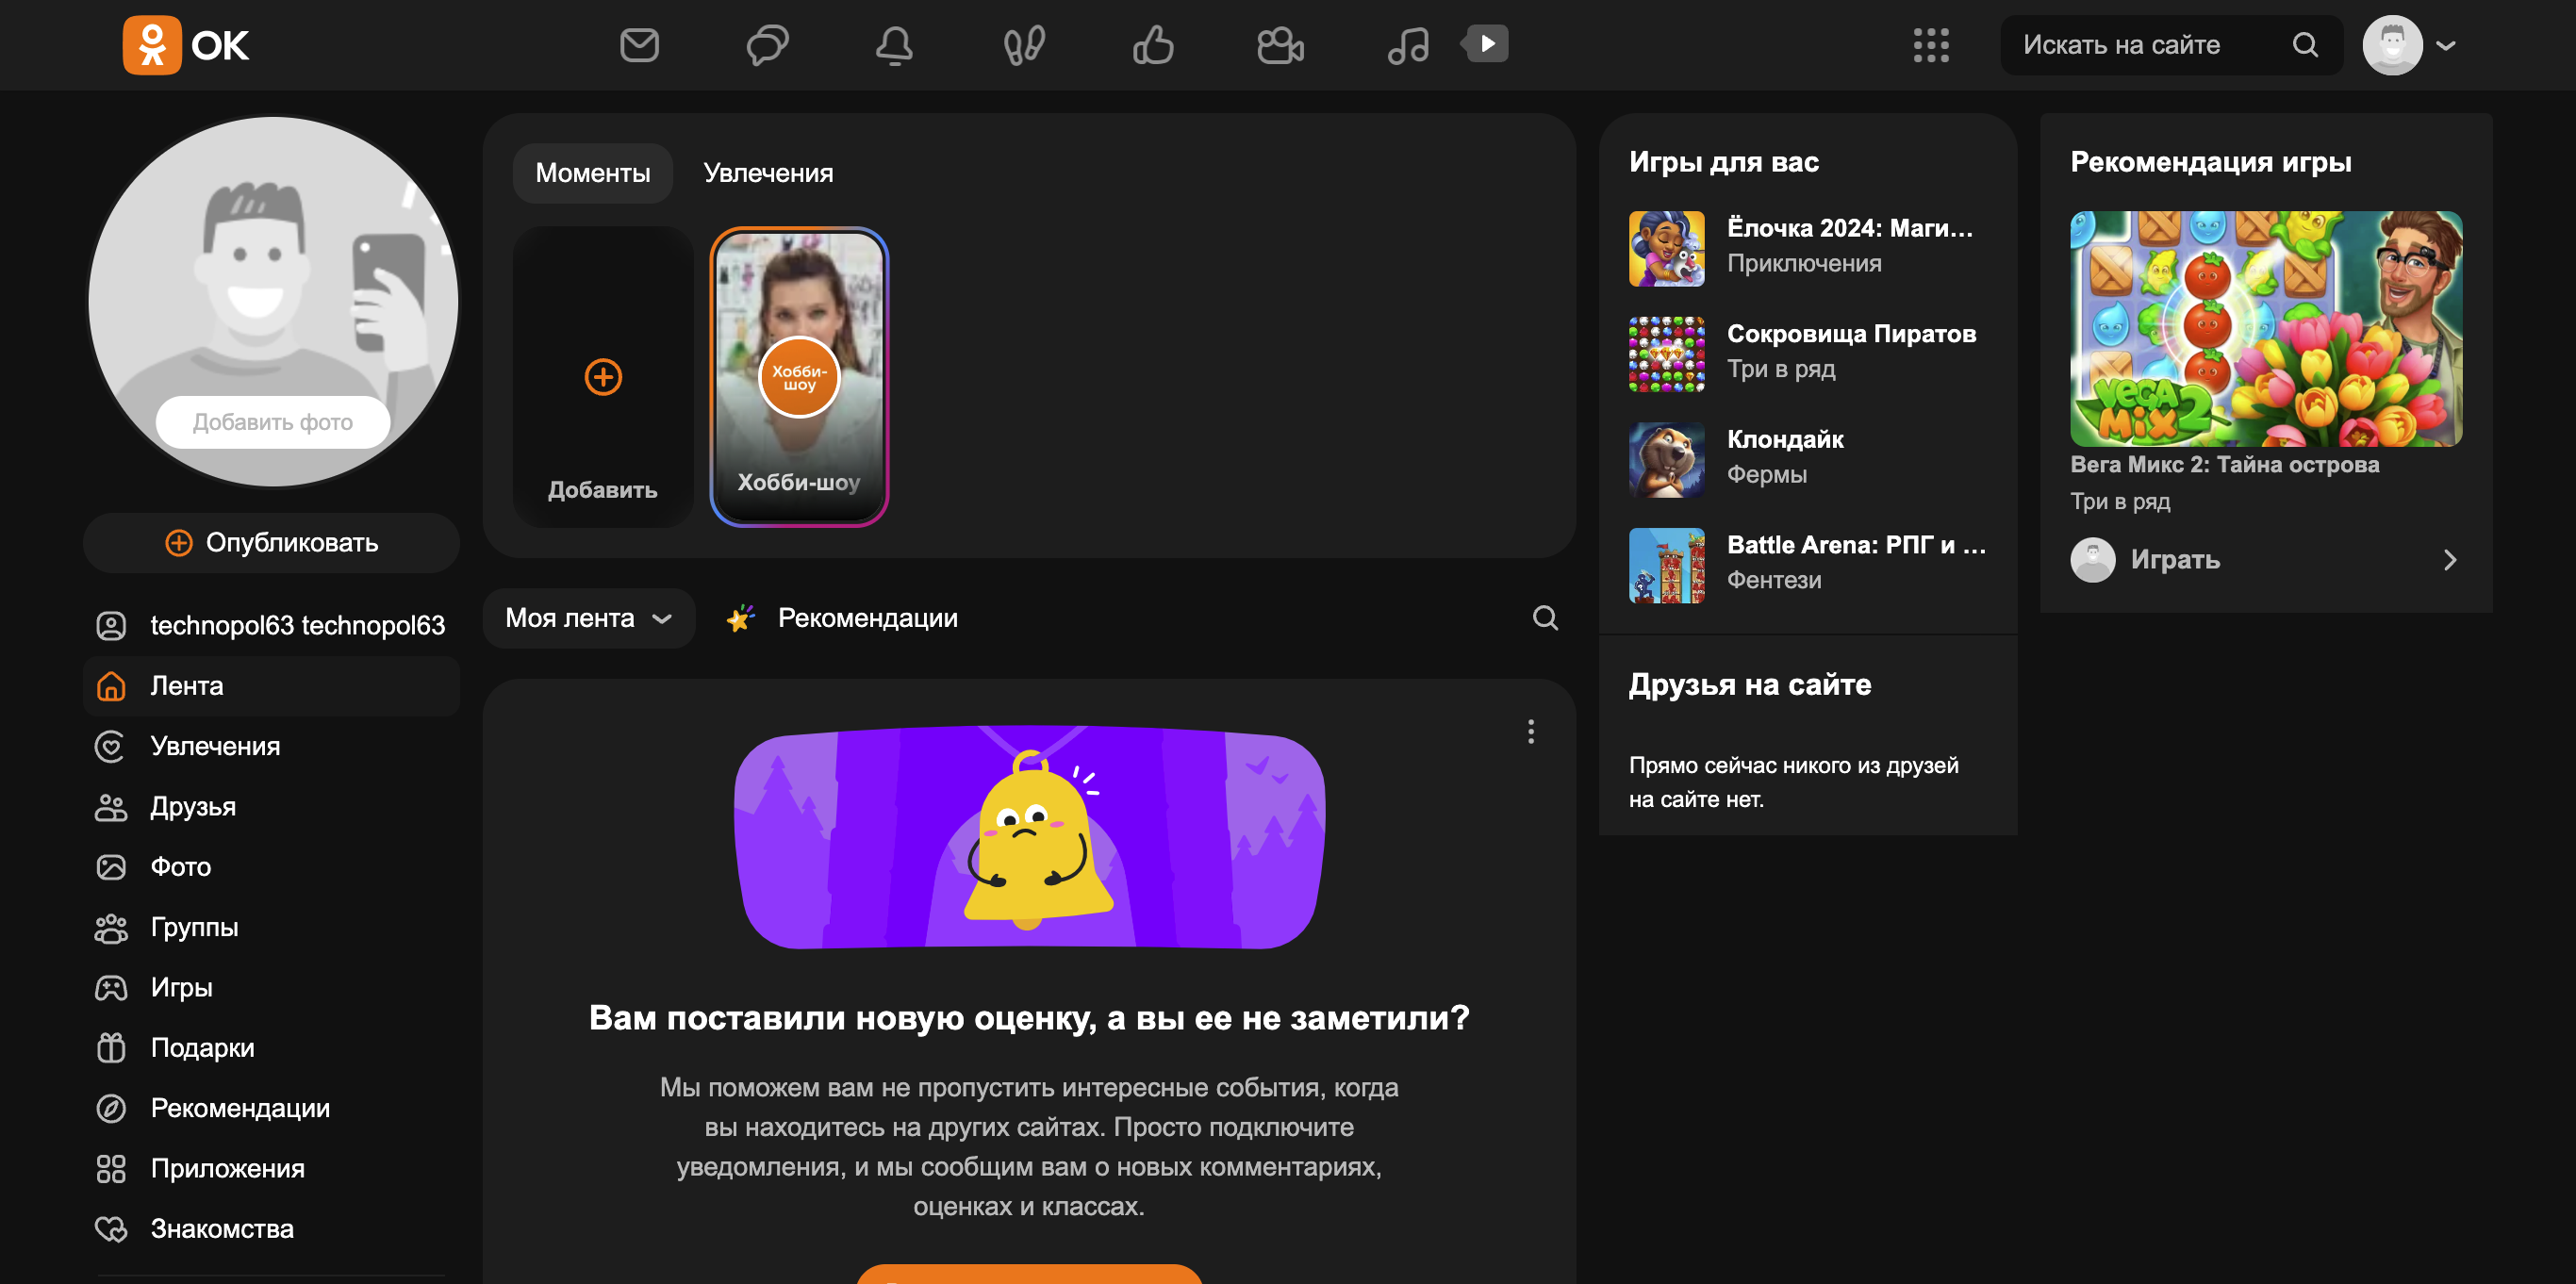 ОК
Искать на сайте
Добавить фото
Опубликовать
technopol63 technopol63
Лента
Увлечения
Друзья
Фото
Группы
Игры
Подарки
Рекомендации
Приложения
Знакомства
Моменты
Увлечения
Добавить
Хобби-
шоу
Хобби-шоу
Моя лента
Рекомендации
Вам поставили новую оценку, а вы ее не заметили?
Мы поможем вам не пропустить интересные события, когда
вы находитесь на других сайтах. Просто подключите
уведомления, и мы сообщим вам о новых комментариях,
оценках и классах.
Игры для вас
Ёлочка 2024: Маги...
Приключения
Сокровища Пиратов
Три в ряд
Клондайк
Фермы
Battle Arena: РПГ и ...
Фентези
Друзья на сайте
Прямо сейчас никого из друзей
на сайте нет.
Рекомендация игры
VEGA
MIX 2
Вега Микс 2: Тайна острова
Три в ряд
Играть